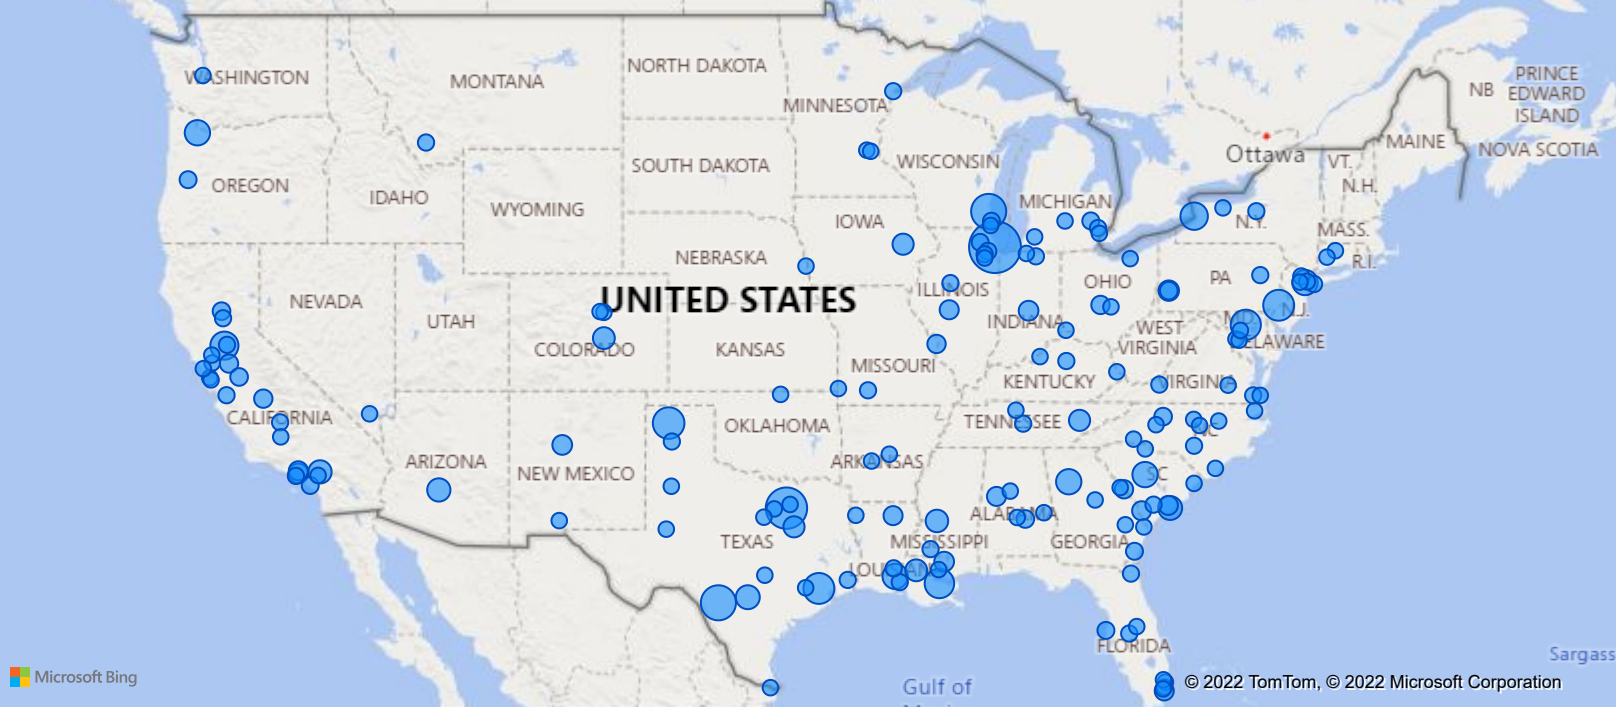 WASHINGTON
MONTANA
NORTH DAKOTA
MINNESOTA
SOUTH DAKOTA
WISCONSIN
MICHIGAN
Ottawa
VT.
N.H.
MAINE
NB
PRINCE
EDWARD
ISLAND
NOVA SCOTIA
OREGON
IDAHO
WYOMING
IOWA
N.Y.
MASS.
R.I.
NEBRASKA
NEVADA
UTAH
UNITED STATES
ILLINOIS
INDIANA
OHIO
PA
N.J.
MD.
COLORADO
KANSAS
MISSOURI
WEST
VIRGINIA
DELAWARE
KENTUCKY
VIRGINIA
CALIFORNIA
OKLAHOMA
TENNESSEE
NC
ARIZONA
NEW MEXICO
ARKANSAS
SC
TEXAS
MISSISSIPPI
ALABAMA
GEORGIA
LOUISIANA
FLORIDA
Sargass
Gulf of
Microsoft Bing
© 2022 TomTom, © 2022 Microsoft Corporation